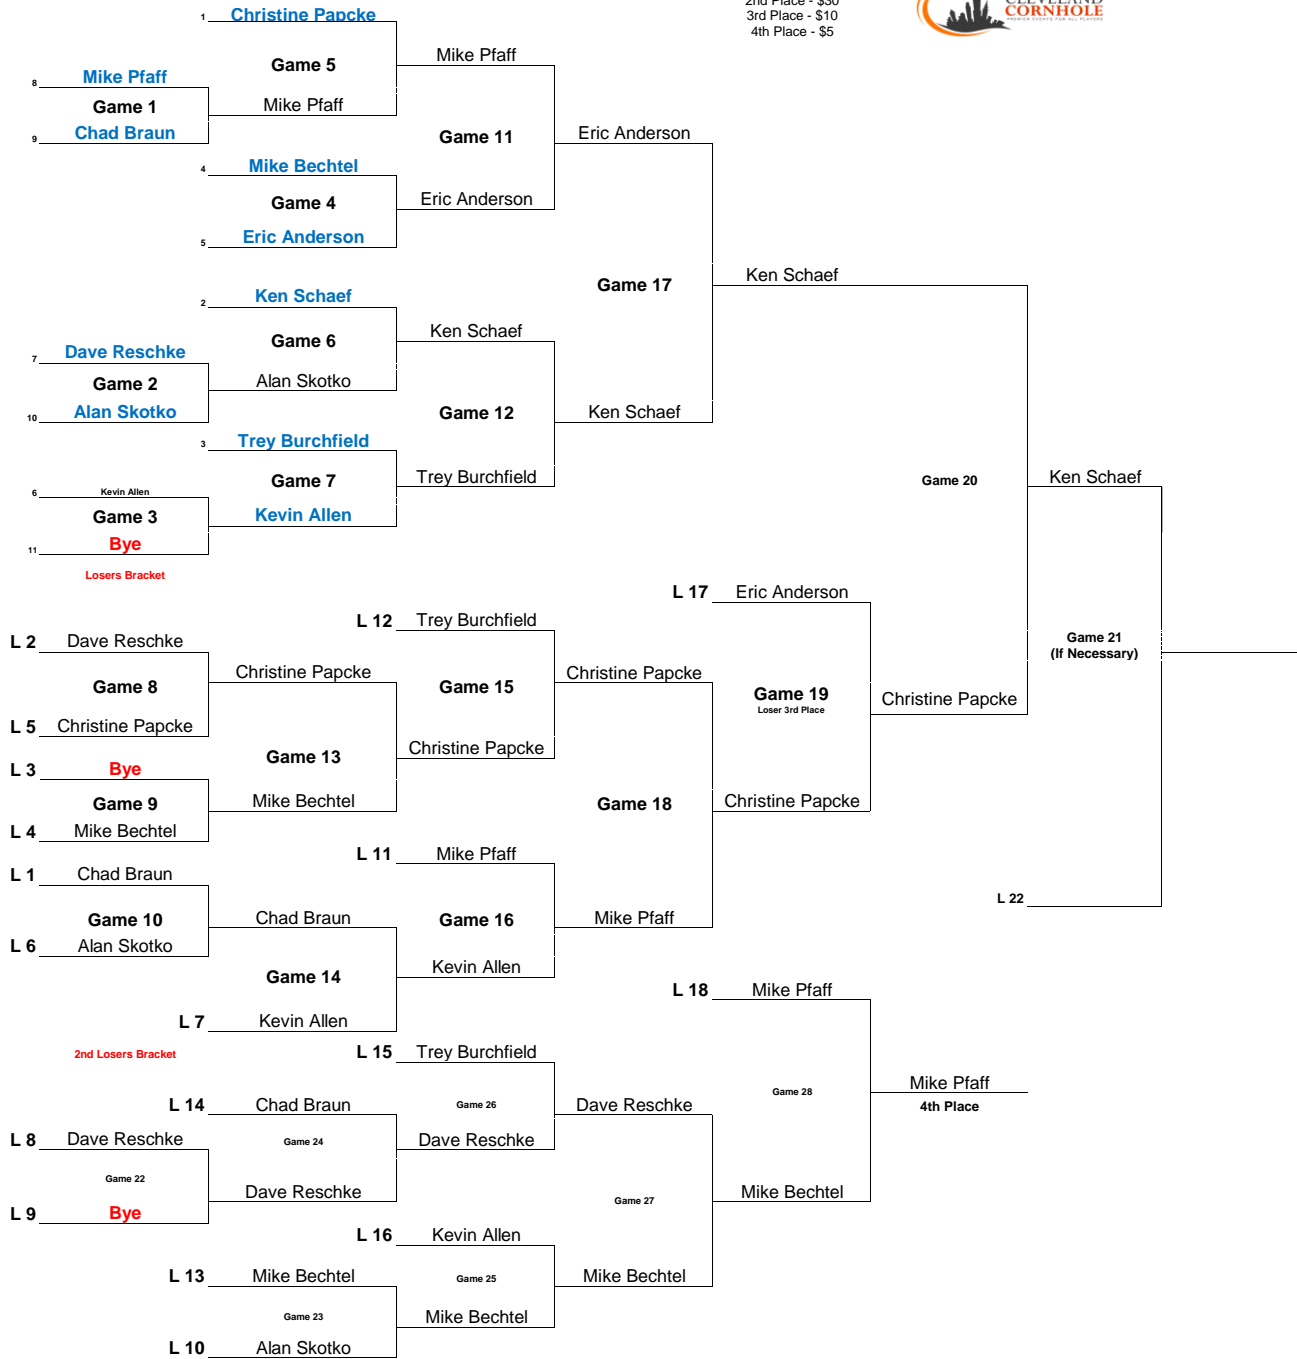 2nd Place - $30
3rd Place - $10
4th Place - $5
CLEVELAND
CORNHOLE
PREMIER EVENTS FOR ALL PLAYERS
1 Christine Papcke
Mike Pfaff
Game 5
8 Mike Pfaff
Game 1
Mike Pfaff
9 Chad Braun
Game 11
Eric Anderson
4 Mike Bechtel
Game 4
Eric Anderson
5 Eric Anderson
Game 17
Ken Schaef
2 Ken Schaef
Game 6
Ken Schaef
7 Dave Reschke
Game 2
Alan Skotko
10 Alan Skotko
Game 12
Ken Schaef
3 Trey Burchfield
Game 7
Trey Burchfield
Game 20
Ken Schaef
6 Kevin Allen
Game 3
Kevin Allen
11 Bye
Losers Bracket
L 17 Eric Anderson
L 12 Trey Burchfield
L 2 Dave Reschke
Game 21
(If Necessary)
Game 8
Christine Papcke
Game 15
Christine Papcke
Game 19
Loser 3rd Place
Christine Papcke
L 5 Christine Papcke
Game 13
Christine Papcke
L 3 Bye
Game 9
Mike Bechtel
Game 18
Christine Papcke
L 4 Mike Bechtel
L 11 Mike Pfaff
L 1 Chad Braun
L 22
Game 10
Chad Braun
Game 16
Mike Pfaff
L 6 Alan Skotko
Game 14
Kevin Allen
L 18 Mike Pfaff
L 7 Kevin Allen
2nd Losers Bracket
L 15 Trey Burchfield
Game 28
Mike Pfaff
4th Place
L 14 Chad Braun
Game 26
Dave Reschke
L 8 Dave Reschke
Game 24
Dave Reschke
Game 22
Dave Reschke
Game 27
Mike Bechtel
L 9 Bye
L 16 Kevin Allen
L 13 Mike Bechtel
Game 25
Mike Bechtel
Game 23
Mike Bechtel
L 10 Alan Skotko